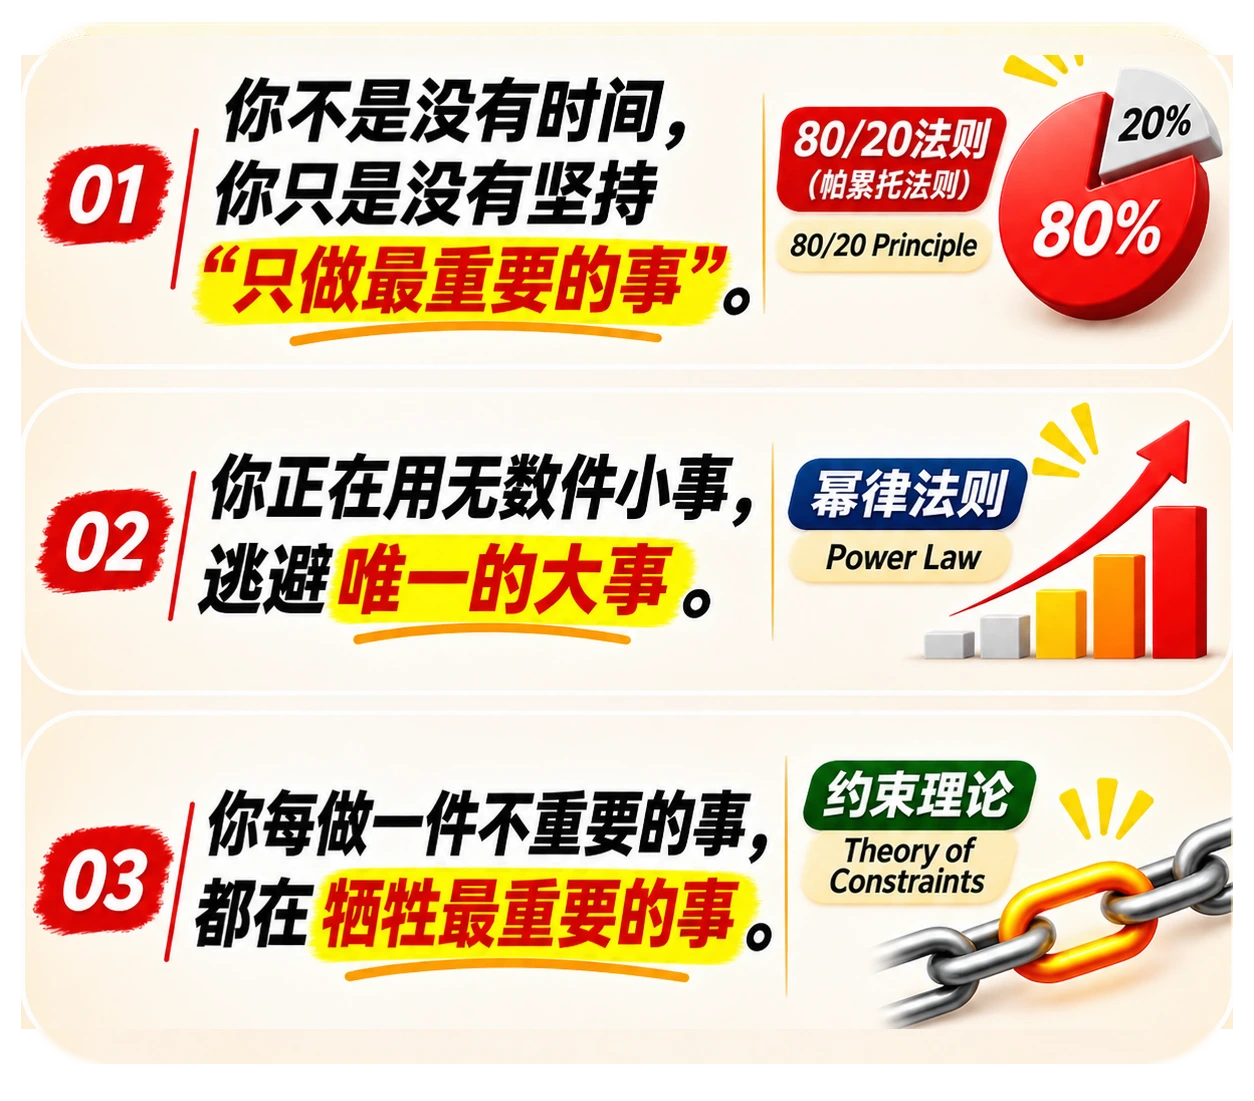 01
你不是没有时间，
你只是没有坚持
“只做最重要的事”。
80/20法则
（帕累托法则）
80/20 Principle
20%
80%
02
你正在用无数件小事，
逃避唯一的大事。
幂律法则
Power Law
03
你每做一件不重要的事，
都在牺牲最重要的事。
约束理论
Theory of
Constraints